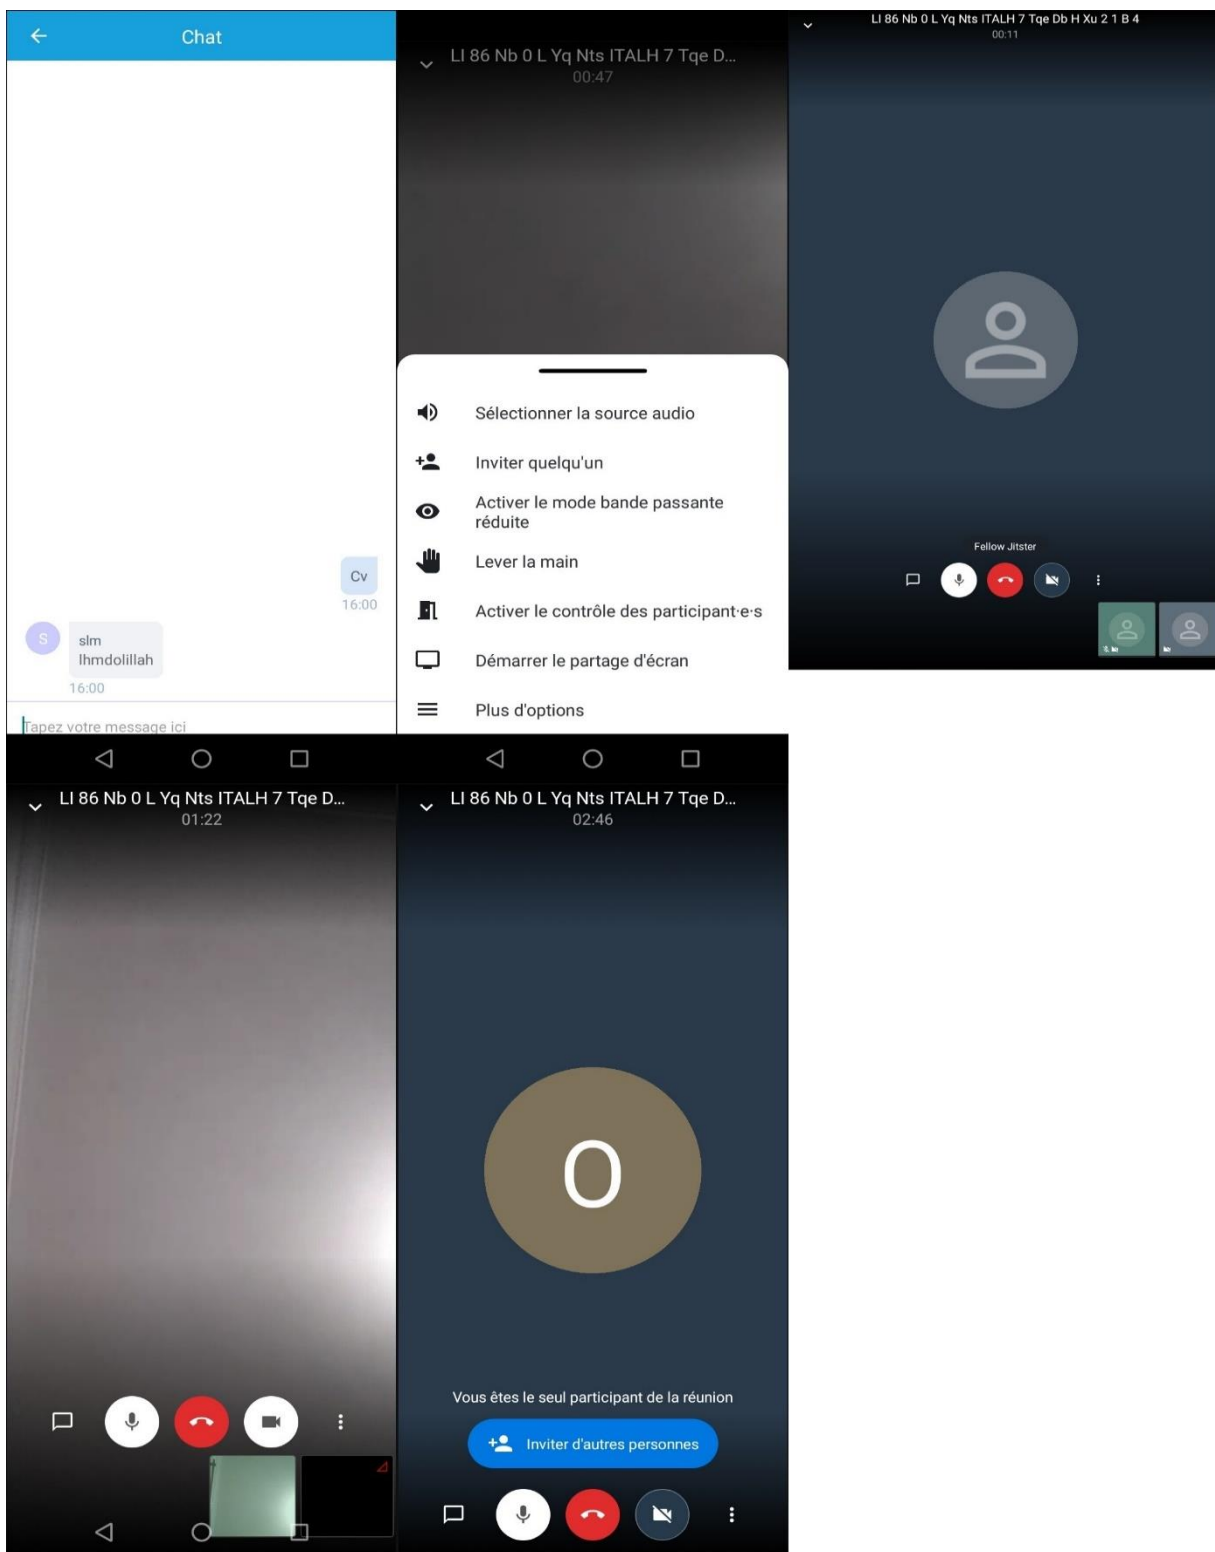 Chat
Cv
16:00
S
slm
lhmdolillah
16:00
Tapez votre message ici
LI 86 Nb 0 L Yq Nts ITALH 7 Tqe D...
00:47
Sélectionner la source audio
Inviter quelqu'un
Activer le mode bande passante
réduite
Lever la main
Activer le contrôle des participant·e·s
Démarrer le partage d'écran
Plus d'options
LI 86 Nb 0 L Yq Nts ITALH 7 Tqe Db H Xu 2 1 B 4
00:11
Fellow Jitster
LI 86 Nb 0 L Yq Nts ITALH 7 Tqe D...
01:22
LI 86 Nb 0 L Yq Nts ITALH 7 Tqe D...
02:46
O
Vous êtes le seul participant de la réunion
Inviter d'autres personnes